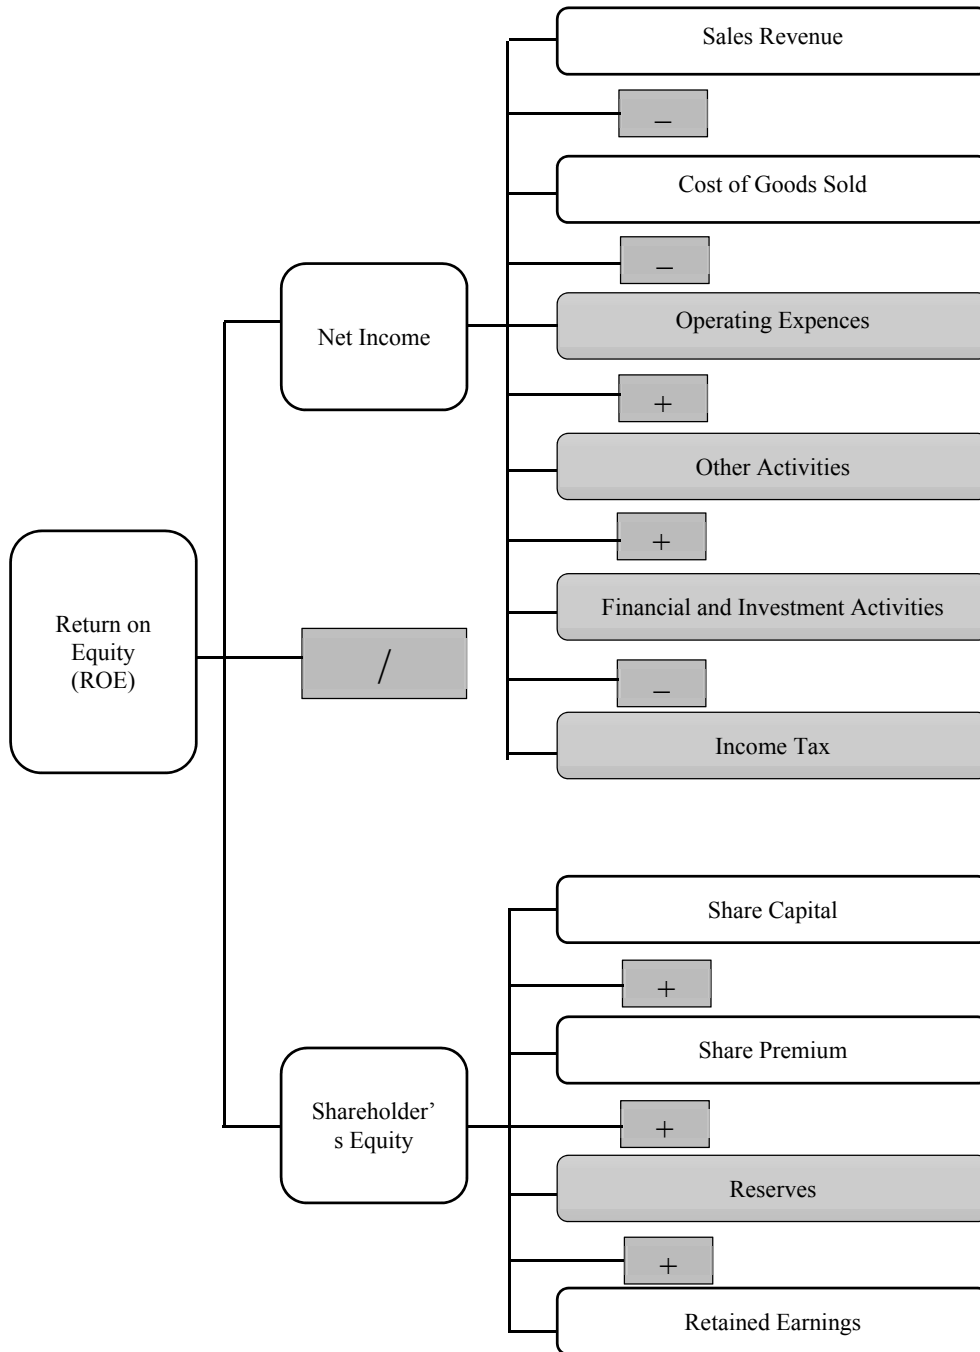 Sales Revenue
–
Cost of Goods Sold
–
Net Income
Operating Expences
+
Other Activities
+
Financial and Investment Activities
Return on
Equity
(ROE)
/
–
Income Tax
Share Capital
+
Share Premium
Shareholder’
s Equity
+
Reserves
+
Retained Earnings